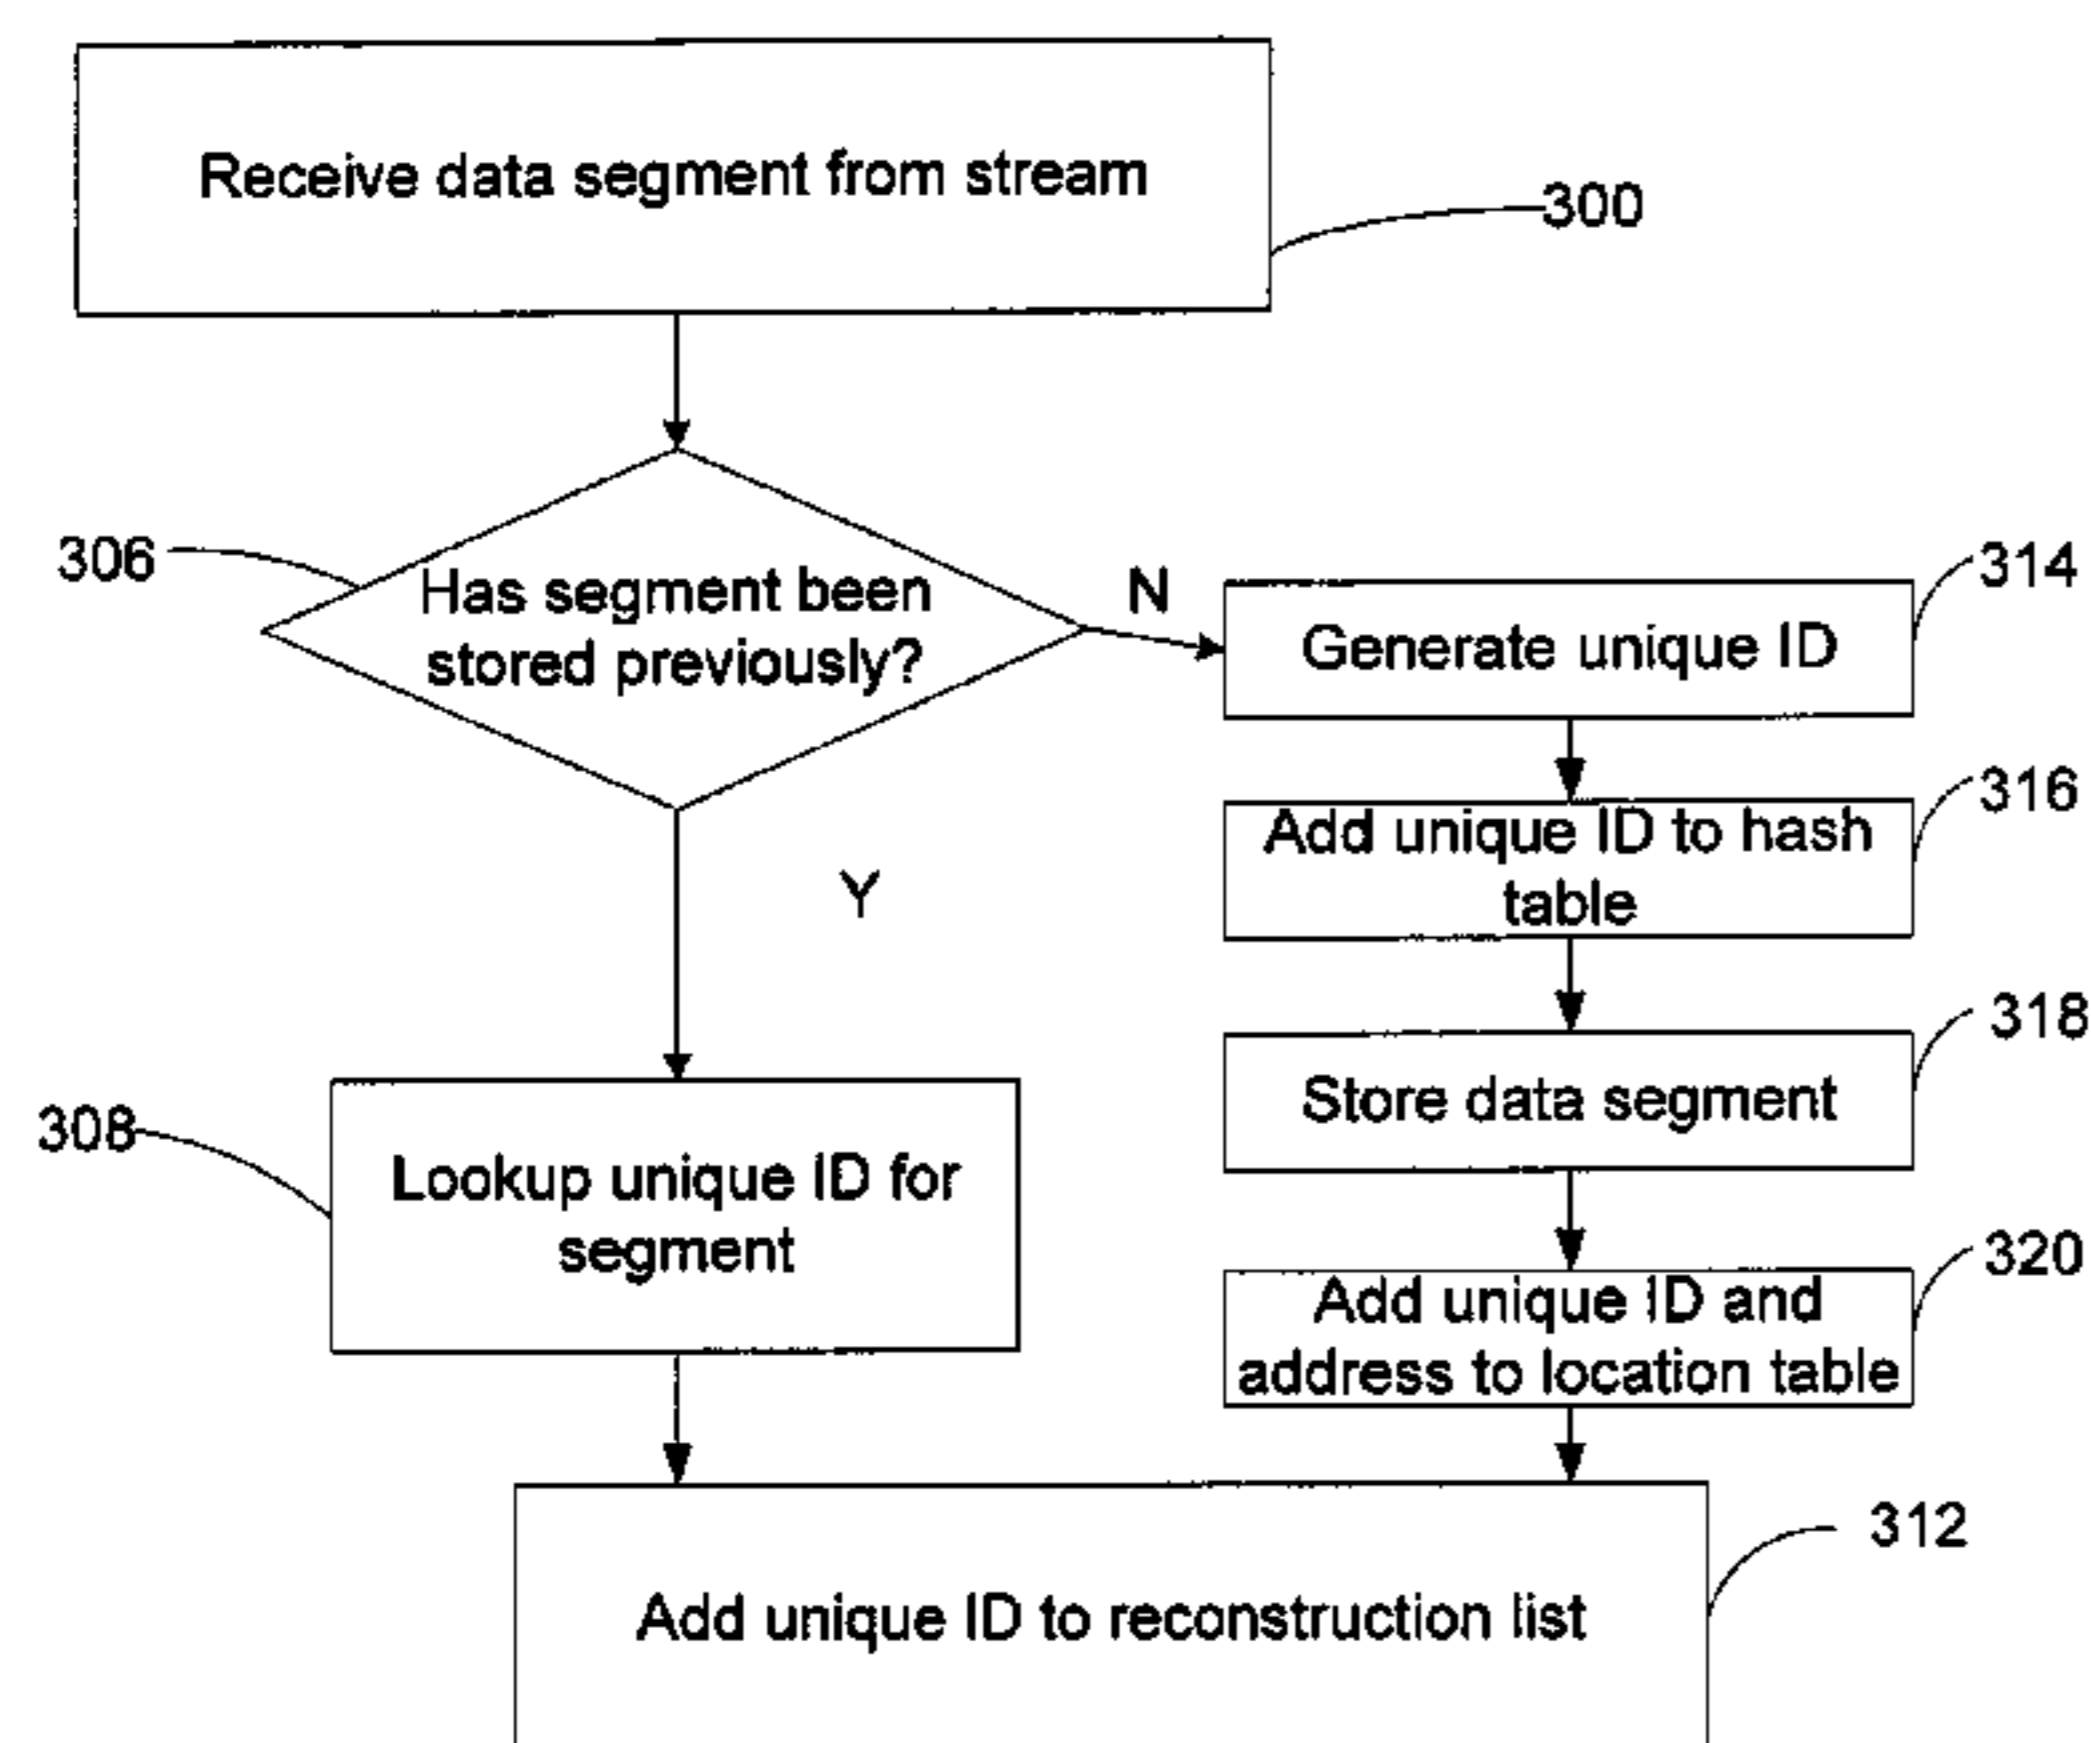 Receive data segment from stream
300
306
Has segment been
stored previously?
N
314
Generate unique ID
316
Add unique ID to hash
table
Y
318
Store data segment
308
Lookup unique ID for
segment
320
Add unique ID and
address to location table
312
Add unique ID to reconstruction list